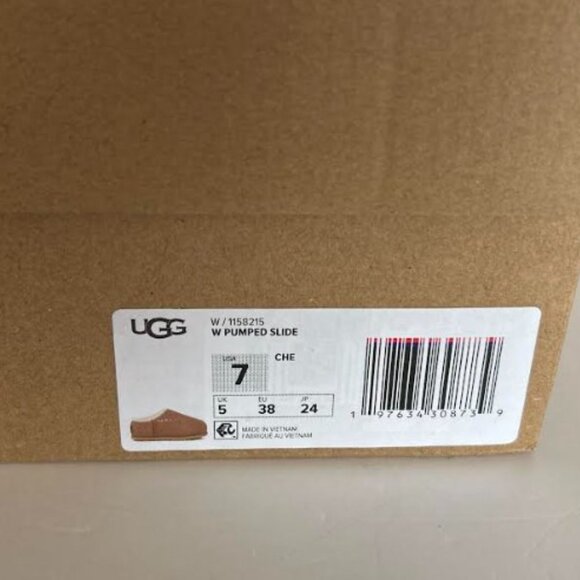 UGG
W / 1158215
W PUMPED SLIDE
USA
7
CHE
UK EU JP
5 38 24
MADE IN VIETNAM
FABRIQUÉ AU VIETNAM
1 97634 30873 9